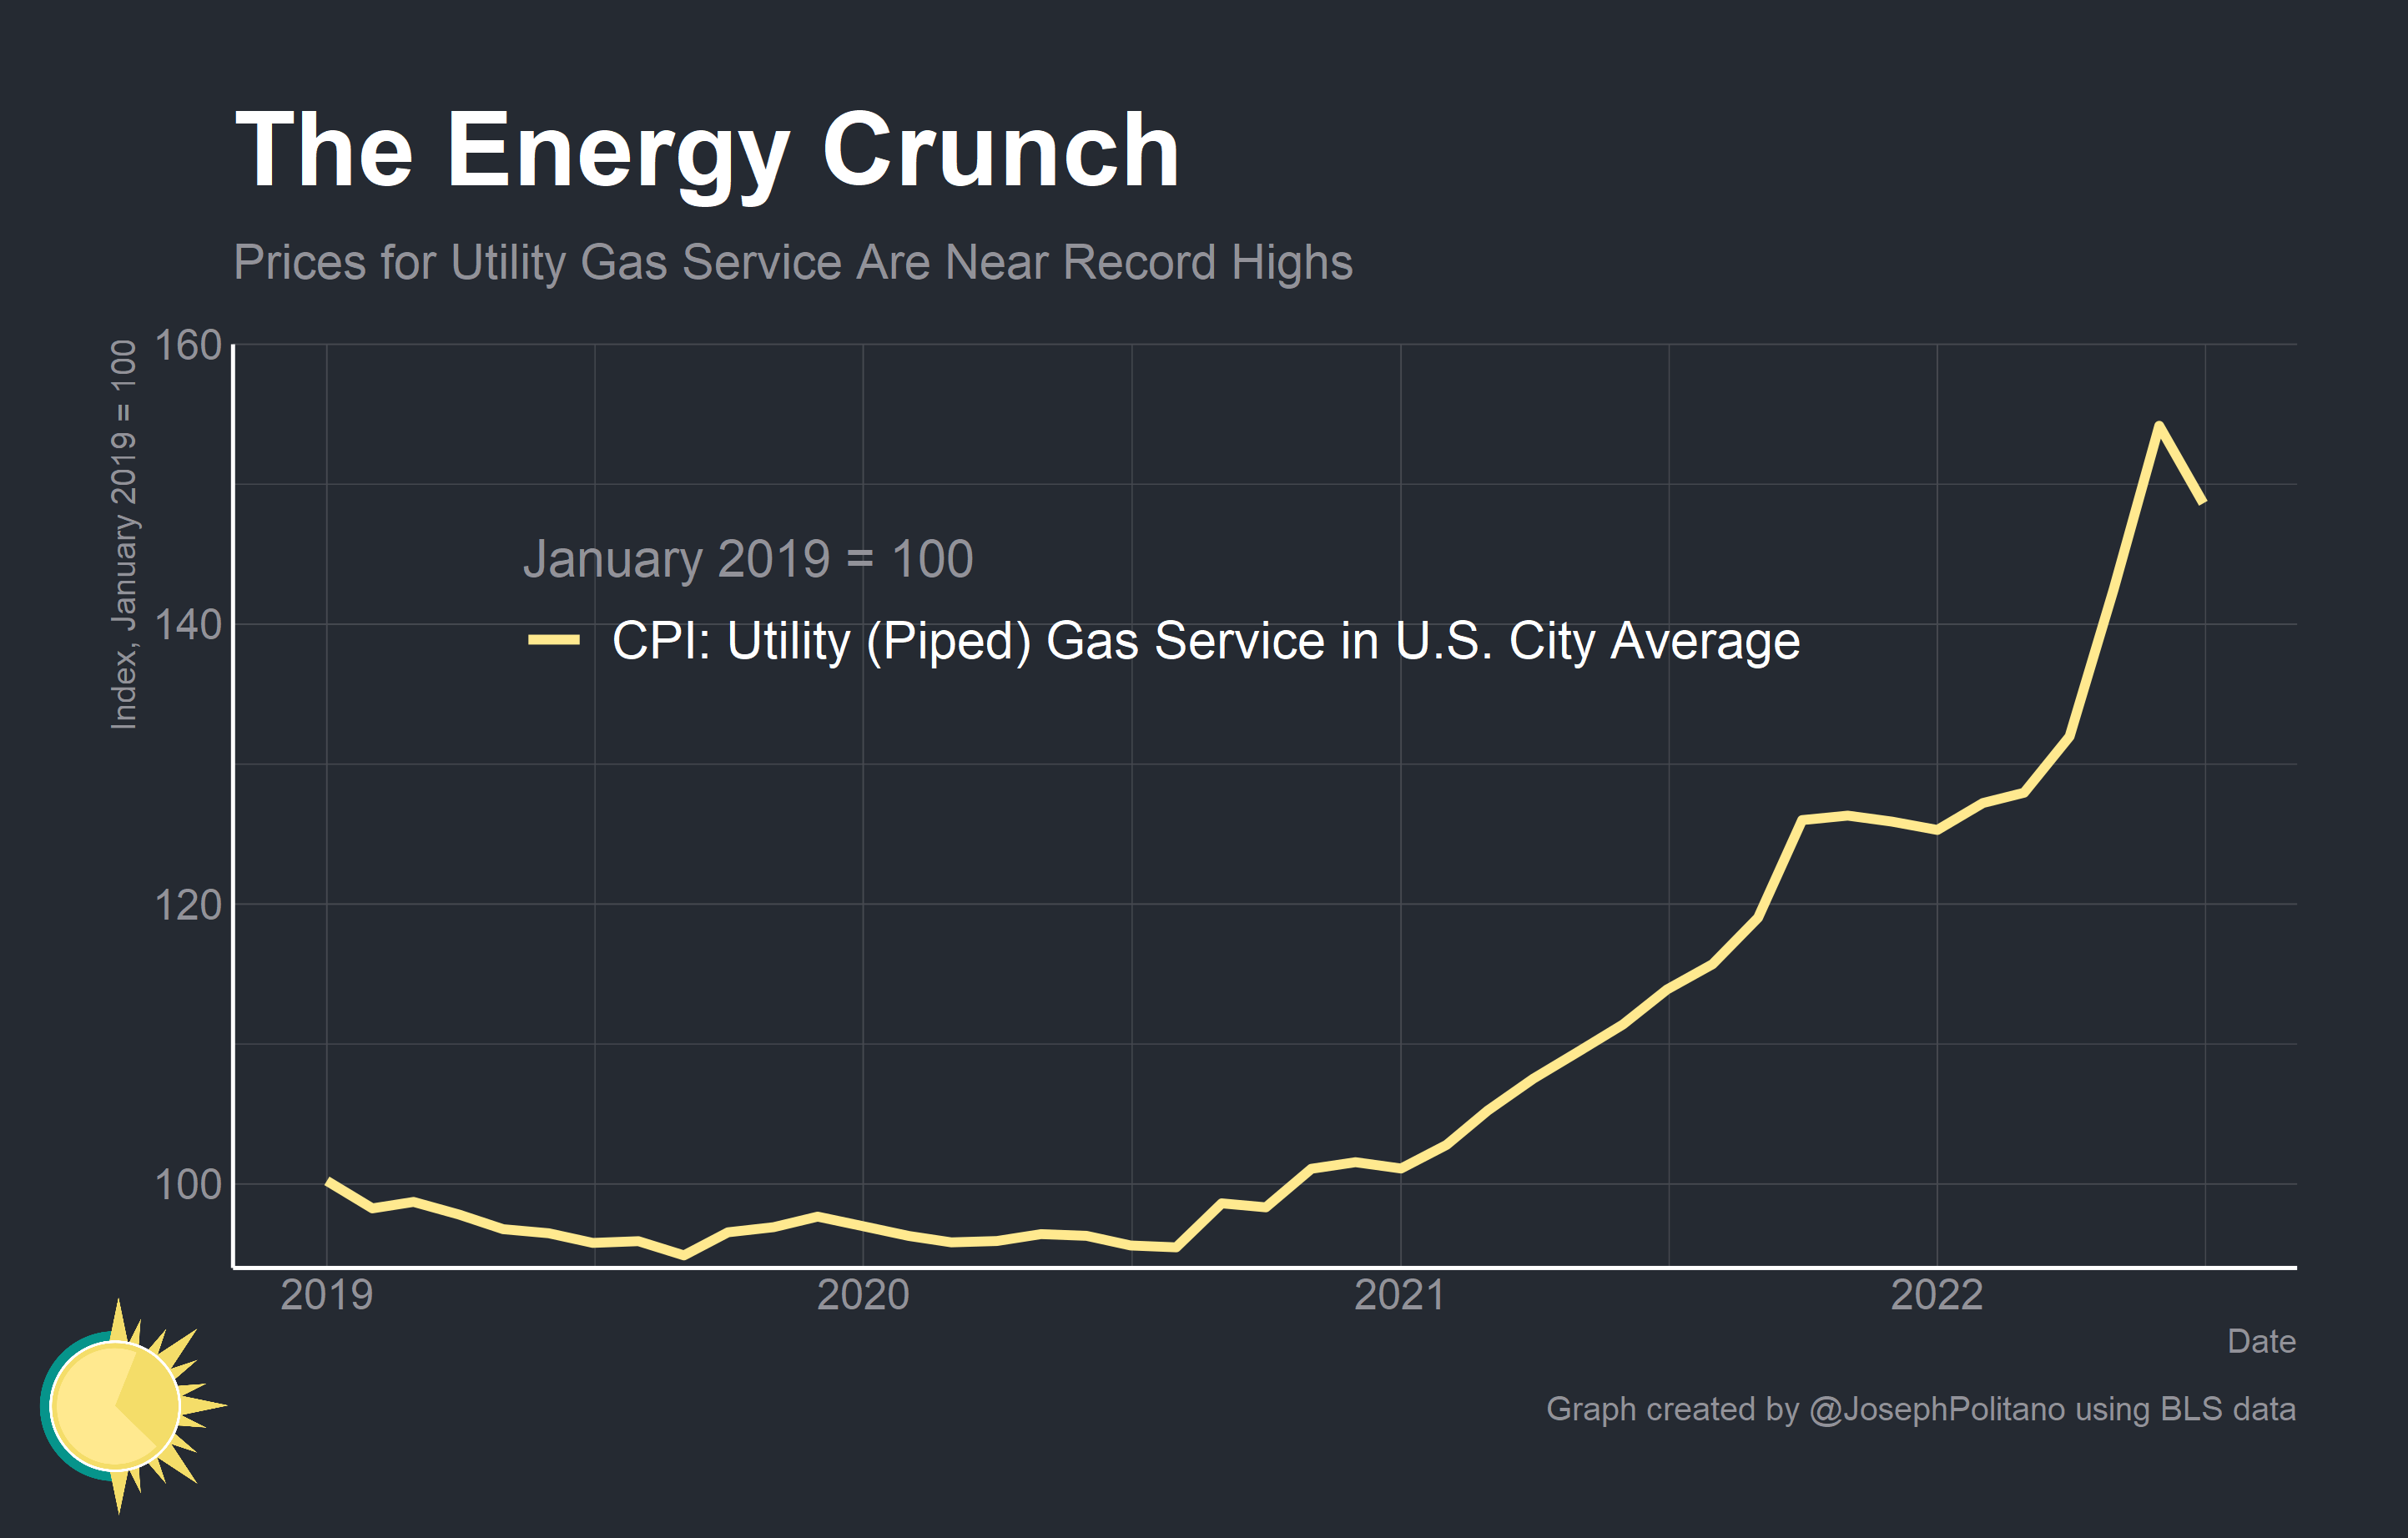 The Energy Crunch
Prices for Utility Gas Service Are Near Record Highs
Index, January 2019 = 100
160
140
120
100
January 2019 = 100
CPI: Utility (Piped) Gas Service in U.S. City Average
2019
2020
2021
2022
Date
Graph created by @JosephPolitano using BLS data